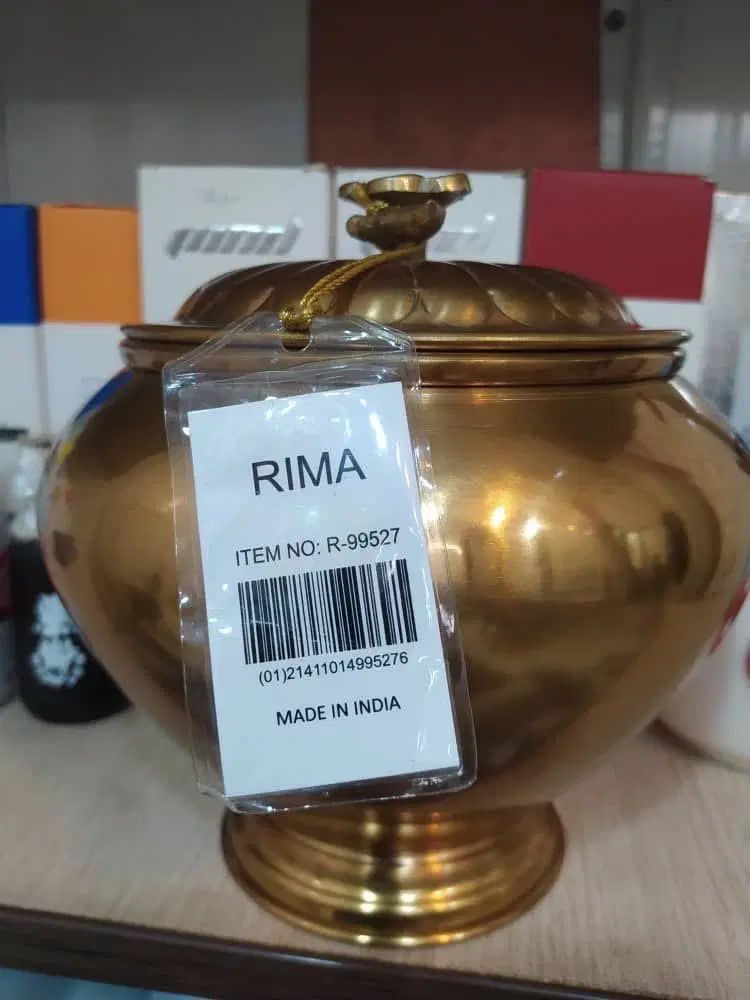 RIMA
ITEM NO: R-99527
(01)21411014995276
MADE IN INDIA